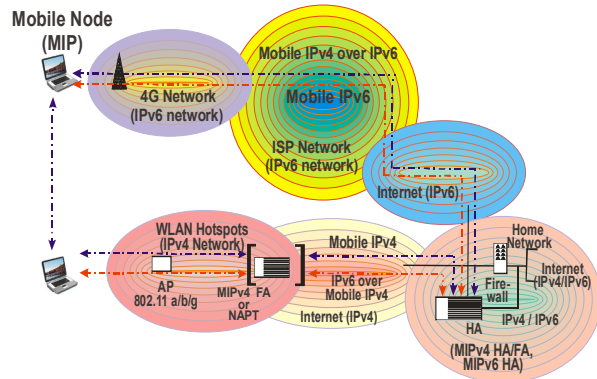 Mobile Node
(MIP)
Mobile IPv4 over IPv6
4G Network
(IPv6 network)
Mobile IPv6
ISP Network
(IPv6 network)
Internet (IPv6)
WLAN Hotspots
(IPv4 Network)
Mobile IPv4
Home
Network
AP
802.11 a/b/g
MIPv4 FA
or
NAPT
IPv6 over
Mobile IPv4
Internet (IPv4)
Fire-
wall
Internet
(IPv4/IPv6)
HA
IPv4 / IPv6
(MIPv4 HA/FA,
MIPv6 HA)